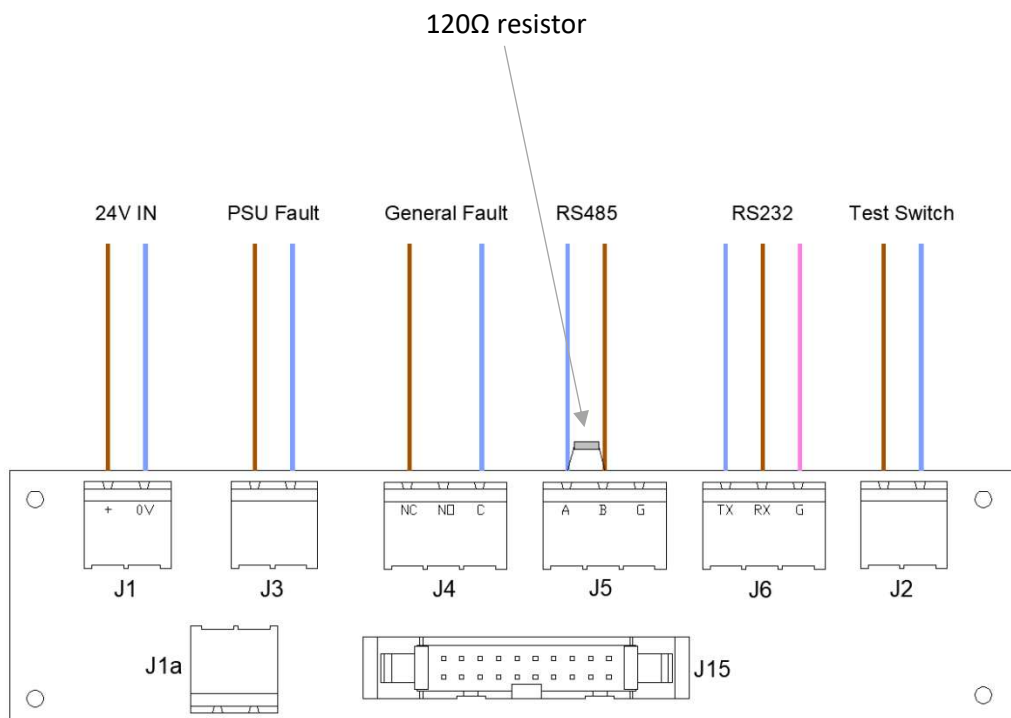 120Ω resistor
24V IN PSU Fault General Fault RS485 RS232 Test Switch
+ 0V NC NO C A B G TX RX G
J1 J3 J4 J5 J6 J2
J1a J15